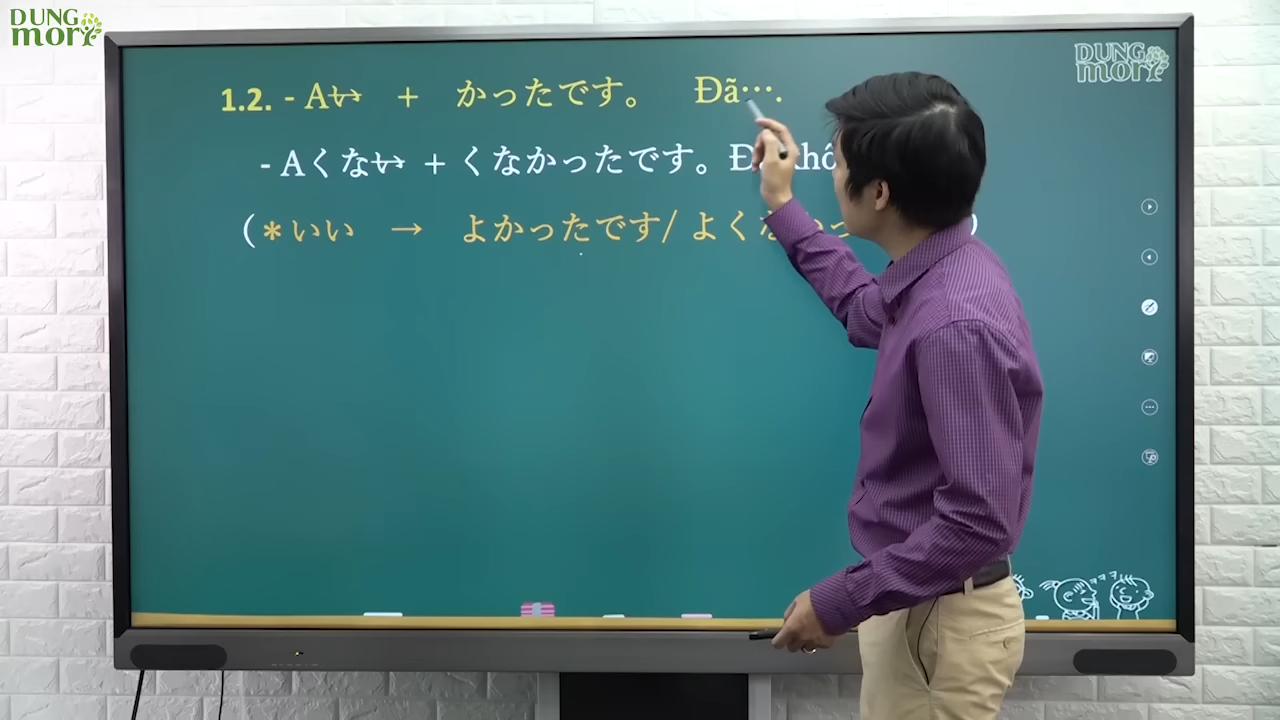 DUNG
mori
DUNG
mori
1.2. - Aい + かったです。 Đã….
- Aくない + くなかったです。
(＊いい → よかったです/ よく
)